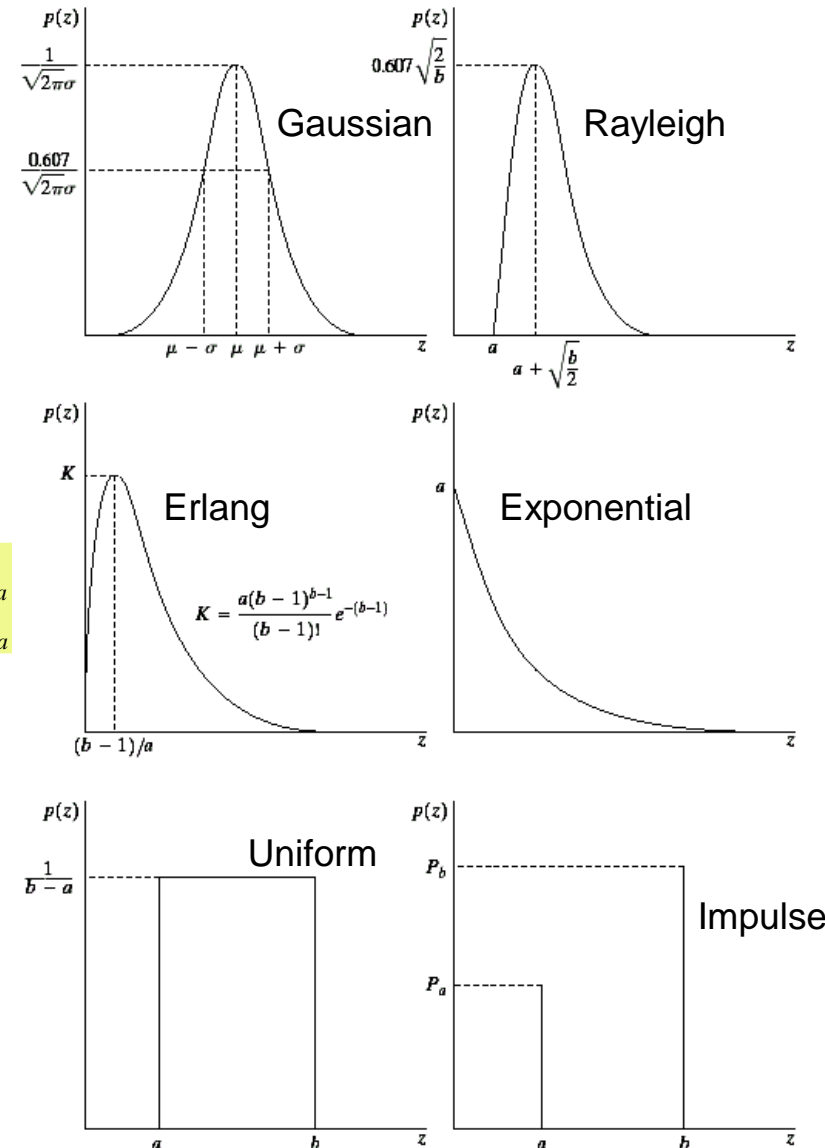 p(z)
1
√2πσ
0.607
√2πσ
Gaussian
μ − σ μ μ + σ z
p(z)
0.607 √2/b
Rayleigh
a z
a + √b/2
p(z)
K
Erlang
K = a(b − 1)^b−1 / (b − 1)! e^−(b−1)
(b − 1)/a z
p(z)
a
Exponential
z
a
a
p(z)
1
b − a
Uniform
a b z
p(z)
P_b
Impulse
P_a
a b z